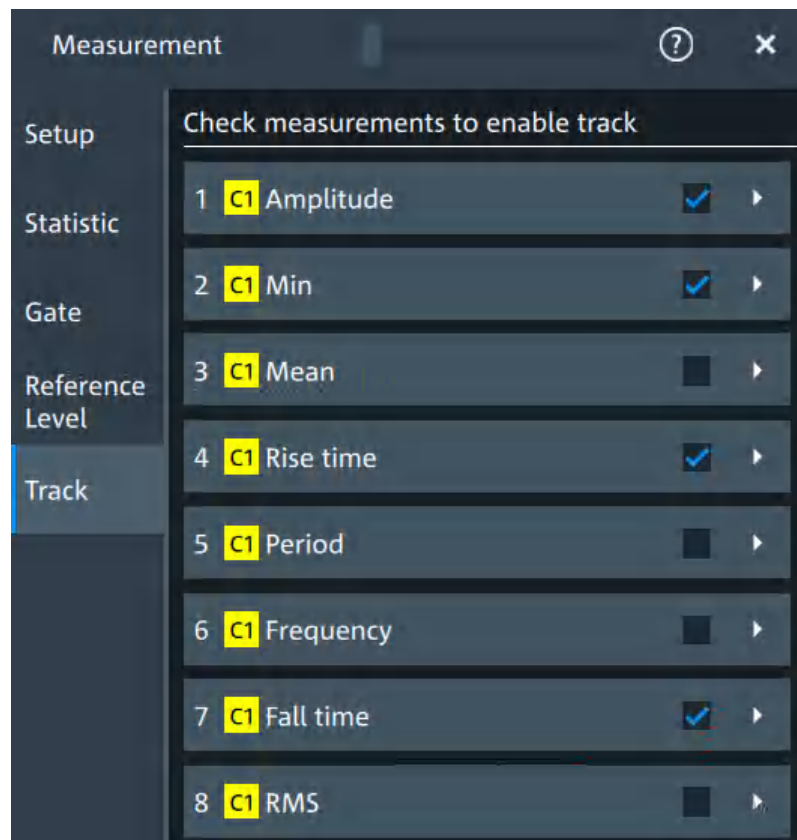 Measurement
?
Setup
Statistic
Gate
Reference
Level
Track
Check measurements to enable track
1 C1 Amplitude
2 C1 Min
3 C1 Mean
4 C1 Rise time
5 C1 Period
6 C1 Frequency
7 C1 Fall time
8 C1 RMS